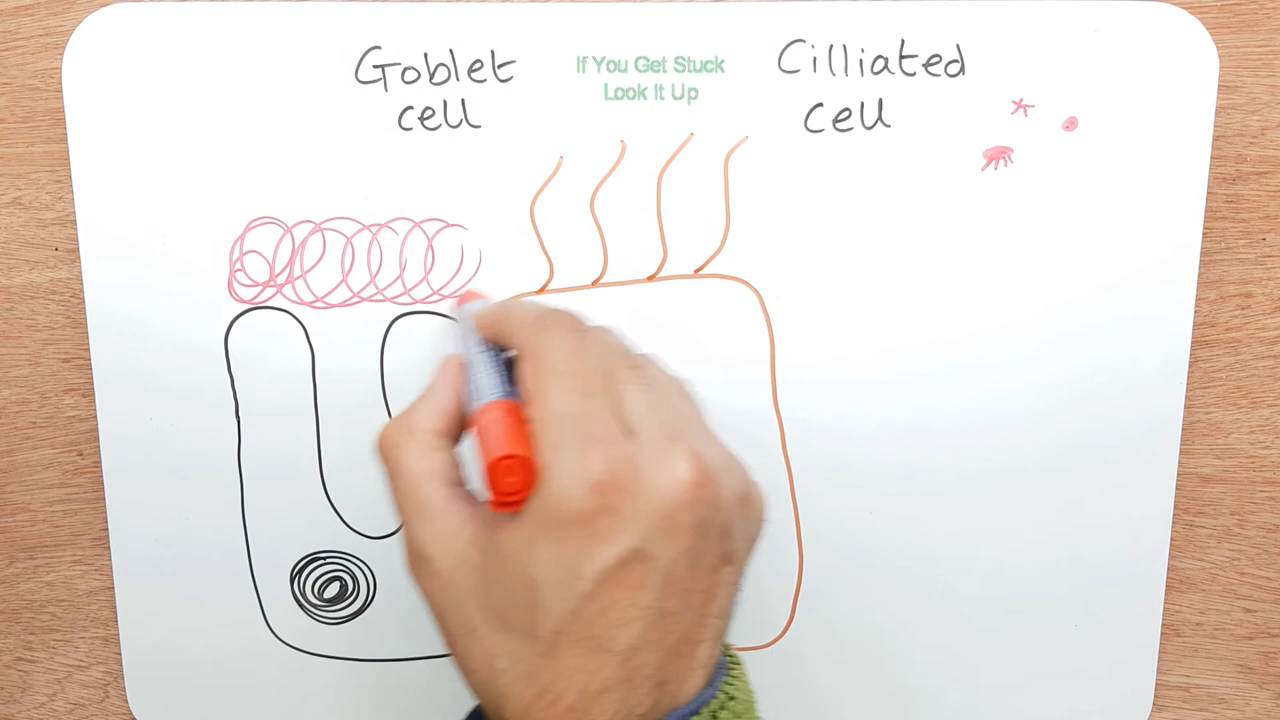 Goblet
cell
If You Get Stuck
Look It Up
Cilliated
cell